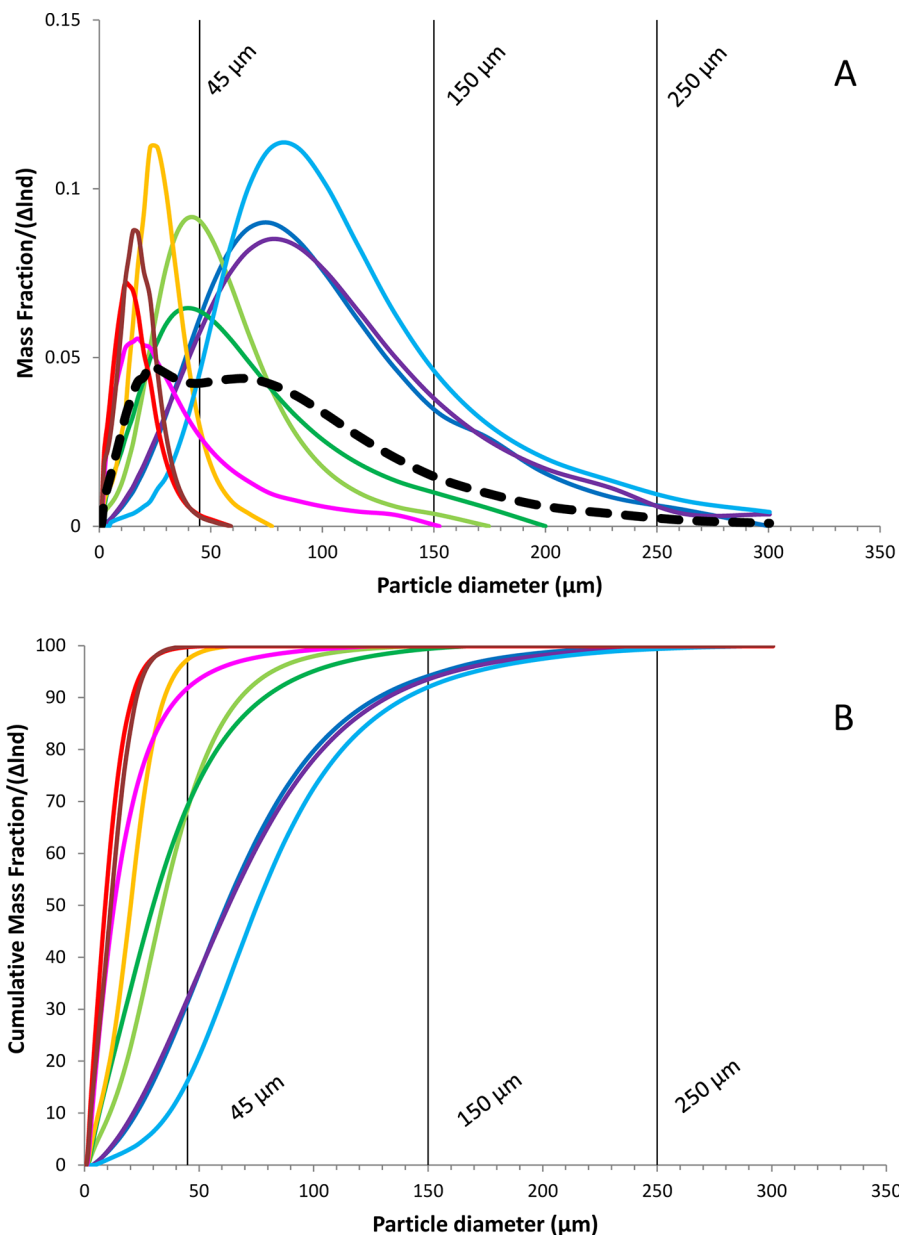 A
0.15
45 µm
150 µm
250 µm
0.1
0.05
0
Mass Fraction/(ΔInd)
0 50 100 150 200 250 300 350
Particle diameter (µm)
B
100
90
80
70
60
50
40
30
20
10
0
Cumulative Mass Fraction/(ΔInd)
45 µm
150 µm
250 µm
0 50 100 150 200 250 300 350
Particle diameter (µm)